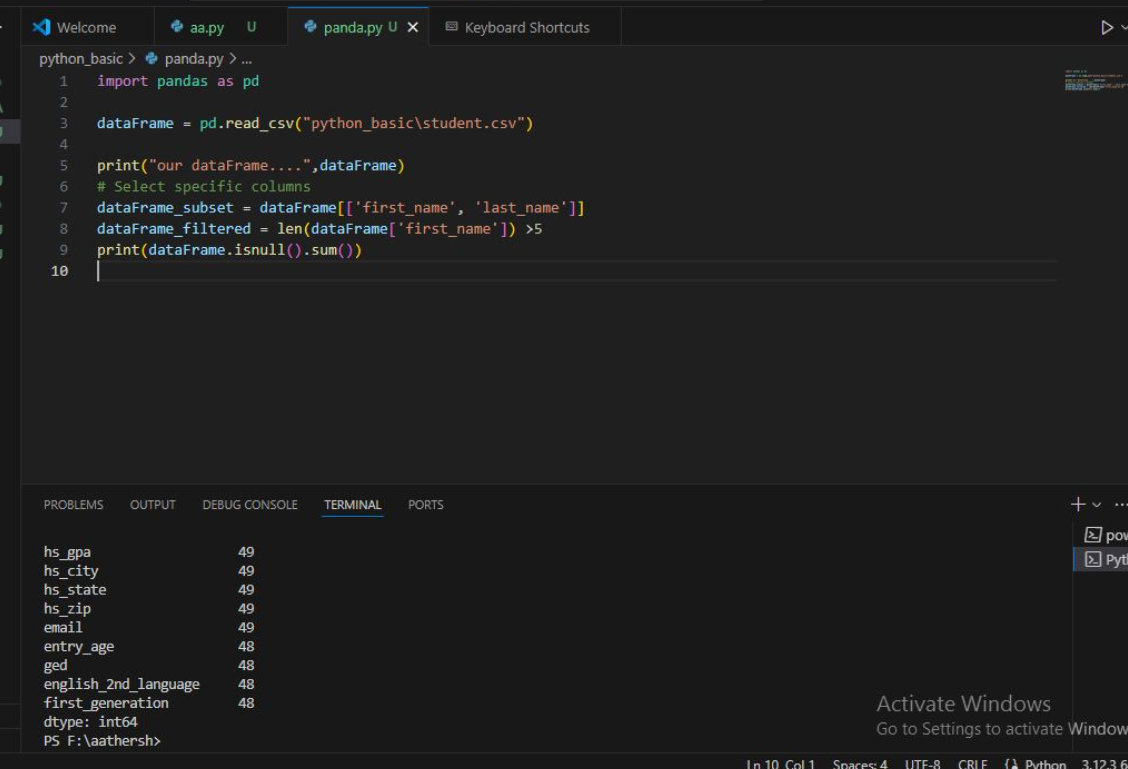 Welcome aa.py U panda.py U Keyboard Shortcuts
python_basic > panda.py > ...
1 import pandas as pd
2
3 dataFrame = pd.read_csv("python_basic\student.csv")
4
5 print("our dataFrame....",dataFrame)
6 # Select specific columns
7 dataFrame_subset = dataFrame[['first_name', 'last_name']]
8 dataFrame_filtered = len(dataFrame['first_name']) >5
9 print(dataFrame.isnull().sum())
10
PROBLEMS OUTPUT DEBUG CONSOLE TERMINAL PORTS
hs_gpa 49
hs_city 49
hs_state 49
hs_zip 49
email 49
entry_age 48
ged 48
english_2nd_language 48
first_generation 48
dtype: int64
PS F:\aathersh>
pow
Pyth
Activate Windows
Go to Settings to activate Window
Ln 10, Col 1 Spaces: 4 UTF-8 CRLF Python 3.12.3 6